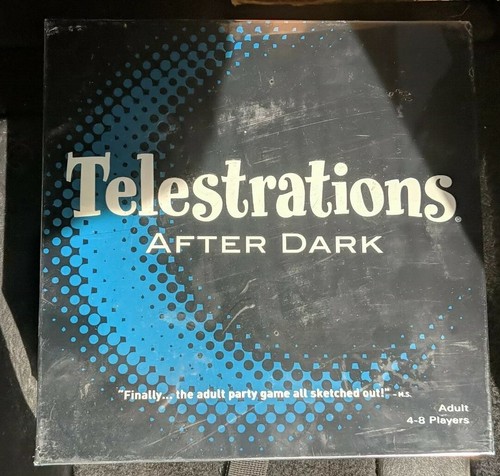 Telestrations®
AFTER DARK
"Finally... the adult party game all sketched out!" - M.S.
Adult
4-8 Players